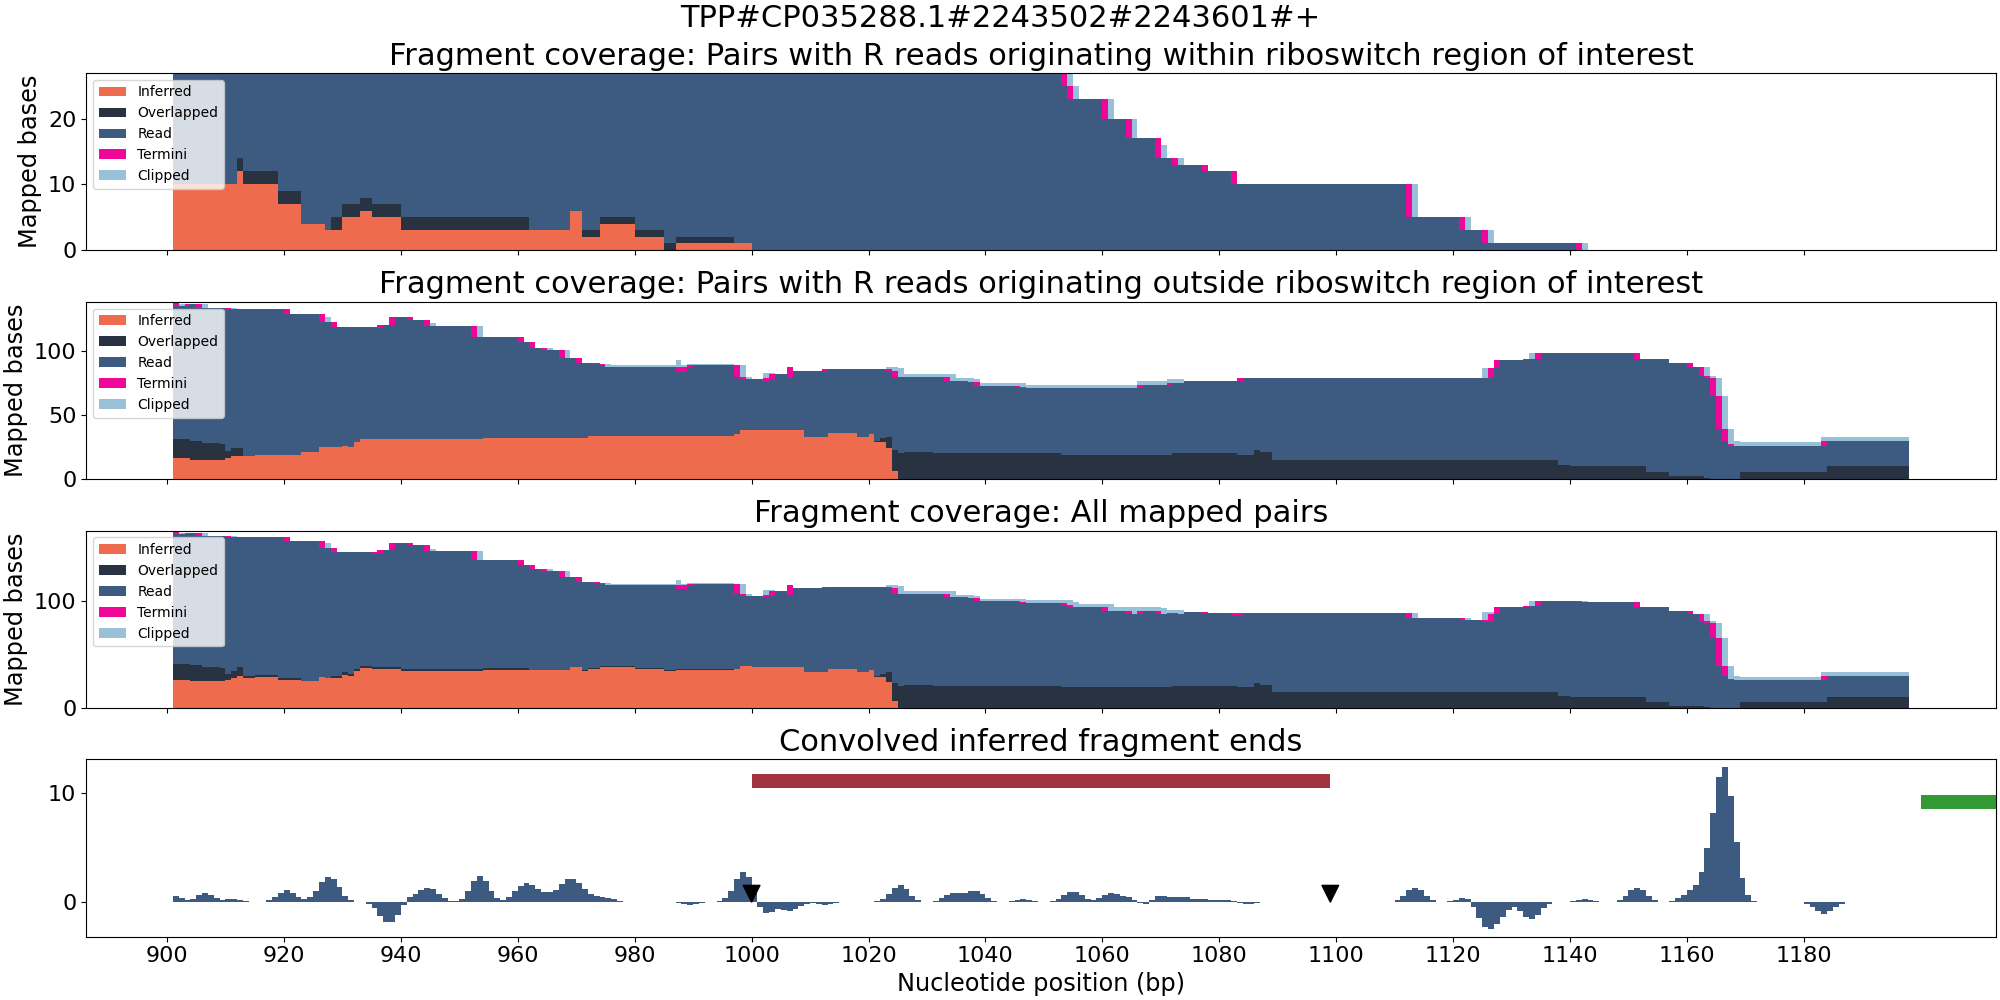 TPP#CP035288.1#2243502#2243601#+
Fragment coverage: Pairs with R reads originating within riboswitch region of interest
Mapped bases
20
10
0
Inferred
Overlapped
Read
Termini
Clipped
Fragment coverage: Pairs with R reads originating outside riboswitch region of interest
Mapped bases
100
50
0
Inferred
Overlapped
Read
Termini
Clipped
Fragment coverage: All mapped pairs
Mapped bases
100
0
Inferred
Overlapped
Read
Termini
Clipped
Convolved inferred fragment ends
10
0
900 920 940 960 980 1000 1020 1040 1060 1080 1100 1120 1140 1160 1180
Nucleotide position (bp)